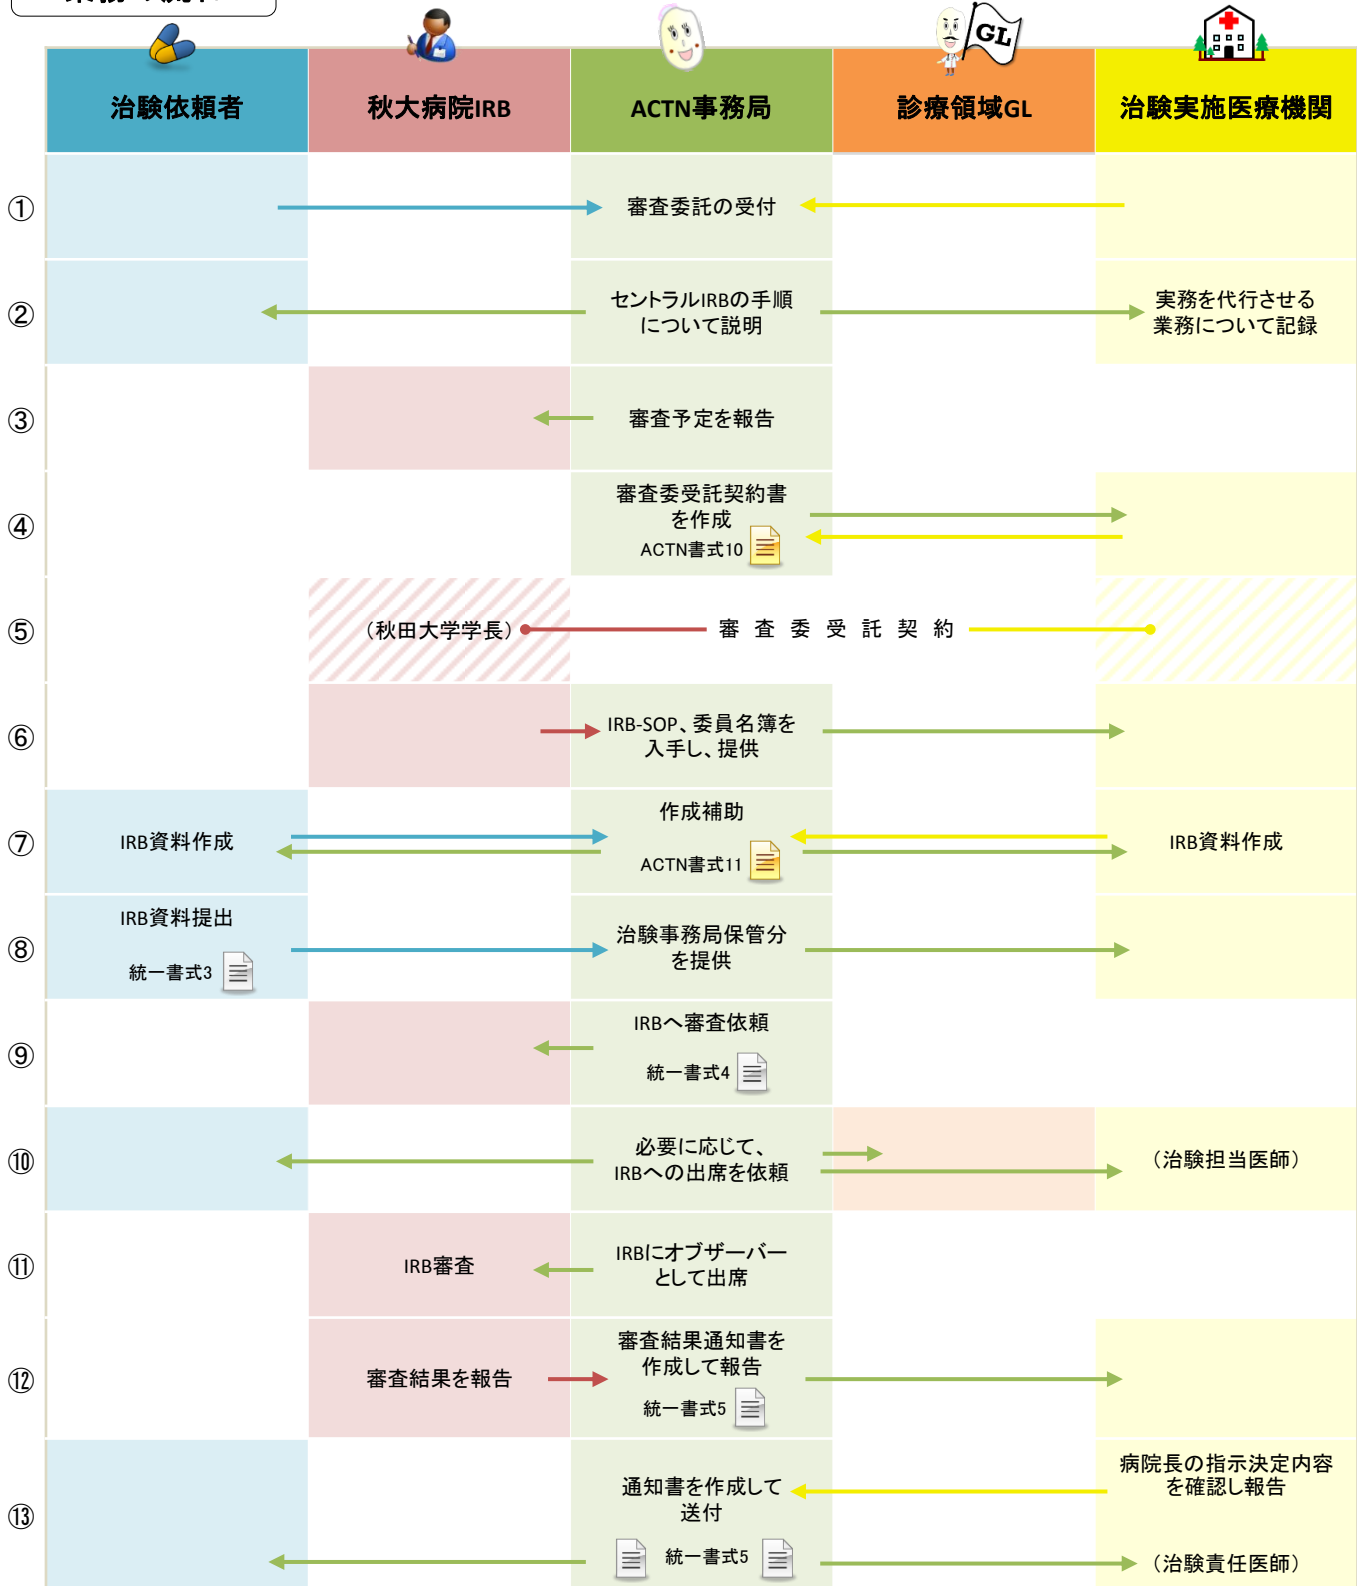 GL
治験依頼者
秋大病院IRB
ACTN事務局
診療領域GL
治験実施医療機関
①
審査委託の受付
②
セントラルIRBの手順
について説明
実務を代行させる
業務について記録
③
審査予定を報告
④
審査委受託契約書
を作成
ACTN書式10
⑤
（秋田大学学長）
審査委受託契約
⑥
IRB-SOP、委員名簿を
入手し、提供
⑦
IRB資料作成
作成補助
ACTN書式11
IRB資料作成
⑧
IRB資料提出
統一書式3
治験事務局保管分
を提供
⑨
IRBへ審査依頼
統一書式4
⑩
必要に応じて、
IRBへの出席を依頼
（治験担当医師）
⑪
IRB審査
IRBにオブザーバー
として出席
⑫
審査結果を報告
審査結果通知書を
作成して報告
統一書式5
⑬
通知書を作成して
送付
統一書式5
病院長の指示決定内容
を確認し報告
（治験責任医師）